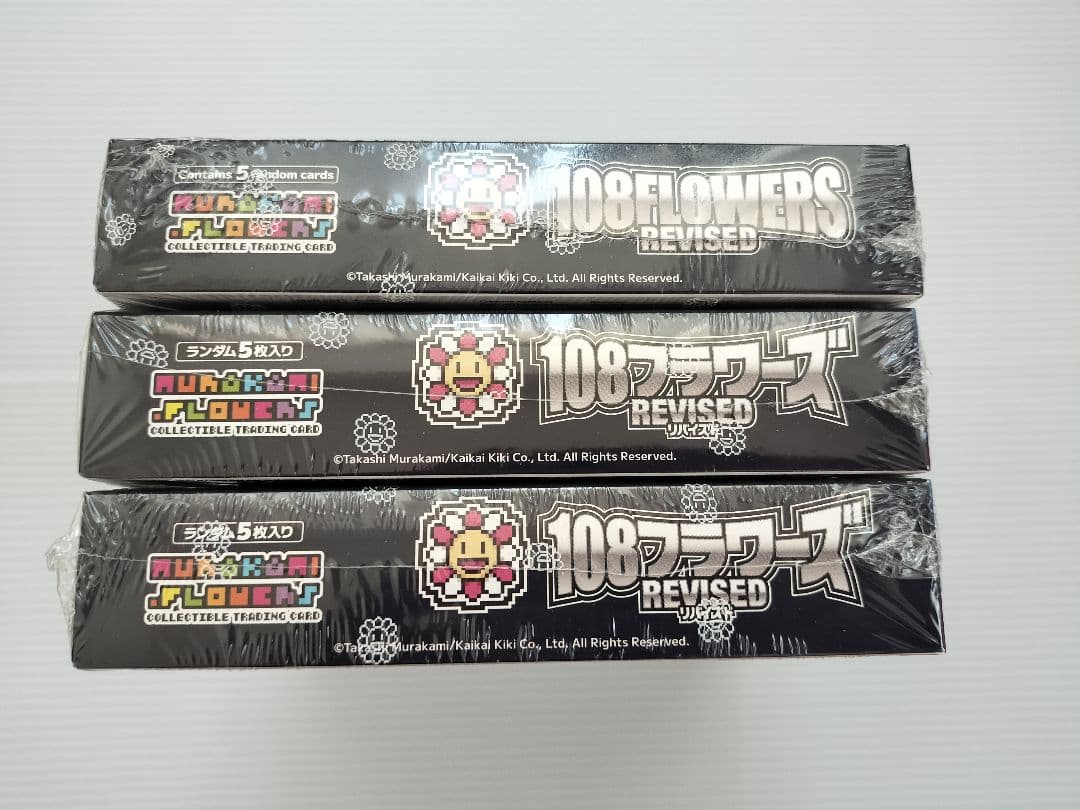 Contains 5 random cards
MURAKAMI
.FLOWERS
COLLECTIBLE TRADING CARD
108FLOWERS
REVISED
©Takashi Murakami/Kaikai Kiki Co., Ltd. All Rights Reserved.
ランダム5枚入り
MURAKAMI
.FLOWERS
COLLECTIBLE TRADING CARD
108フラワーズ
REVISED
リバイズド
©Takashi Murakami/Kaikai Kiki Co., Ltd. All Rights Reserved.
ランダム5枚入り
MURAKAMI
.FLOWERS
COLLECTIBLE TRADING CARD
108フラワーズ
REVISED
リバイズド
©Takashi Murakami/Kaikai Kiki Co., Ltd. All Rights Reserved.